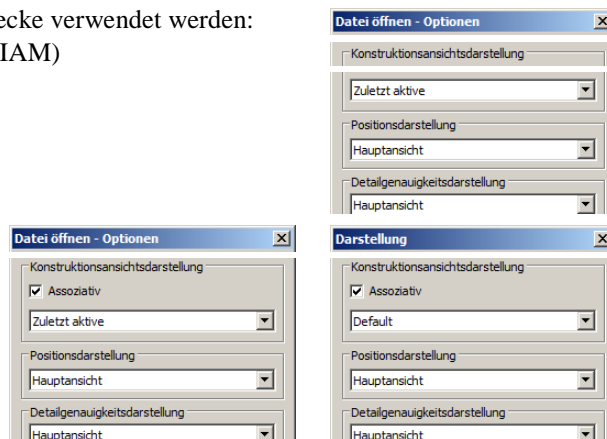 ecke verwendet werden:
IAM)
Datei öffnen - Optionen
Konstruktionsansichtsdarstellung
Zuletzt aktive
Positionsdarstellung
Hauptansicht
Detailgenauigkeitsdarstellung
Hauptansicht
Datei öffnen - Optionen
Konstruktionsansichtsdarstellung
Assoziativ
Zuletzt aktive
Positionsdarstellung
Hauptansicht
Detailgenauigkeitsdarstellung
Hauptansicht
Darstellung
Konstruktionsansichtsdarstellung
Assoziativ
Default
Positionsdarstellung
Hauptansicht
Detailgenauigkeitsdarstellung
Hauptansicht